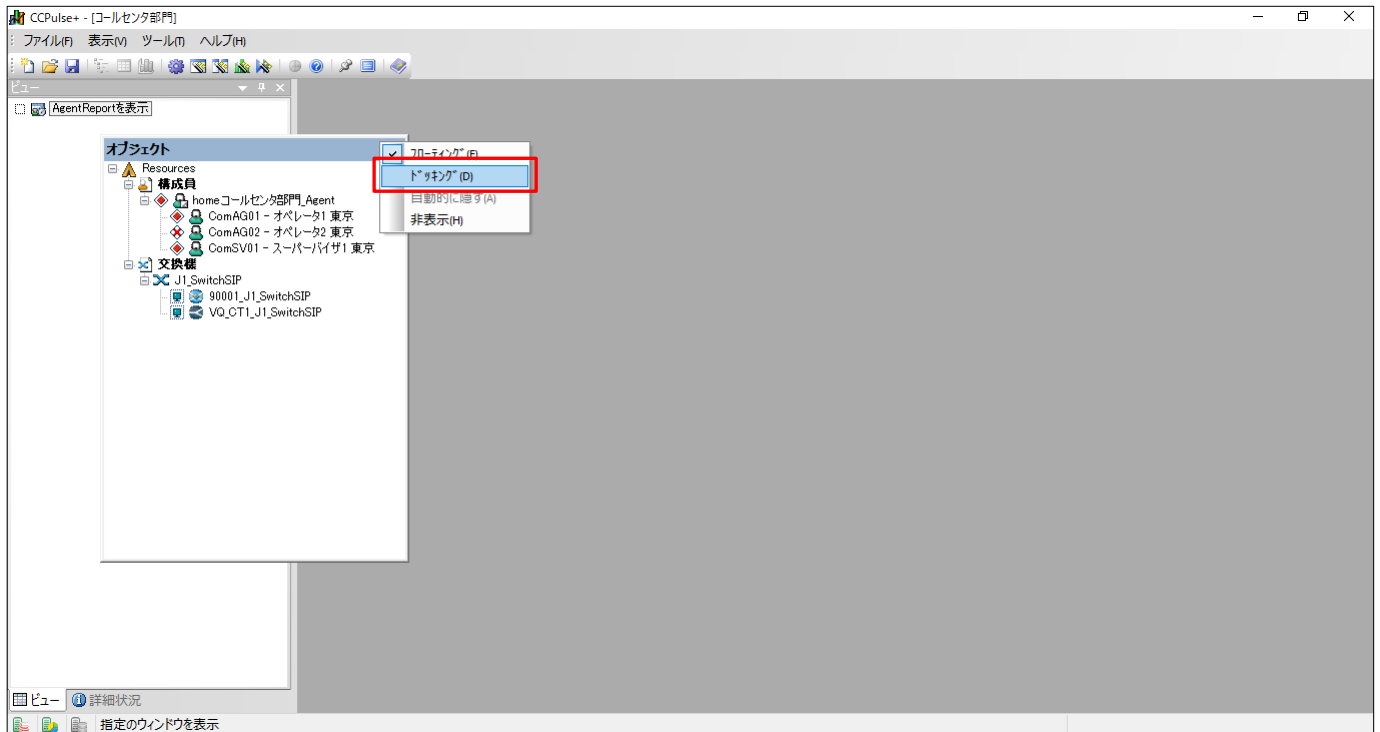 CCPulse+ - [コールセンタ部門]
ファイル(F) 表示(V) ツール(T) ヘルプ(H)
ビュー
AgentReportを表示
オブジェクト
Resources
構成員
homeコールセンタ部門_Agent
ComAG01 - オペレータ1 東京
ComAG02 - オペレータ2 東京
ComSV01 - スーパーバイザ1 東京
交換機
J1_SwitchSIP
90001_J1_SwitchSIP
VQ_CT1_J1_SwitchSIP
フローティング(F)
ドッキング(D)
自動的に隠す(A)
非表示(H)
ビュー 詳細状況
指定のウィンドウを表示